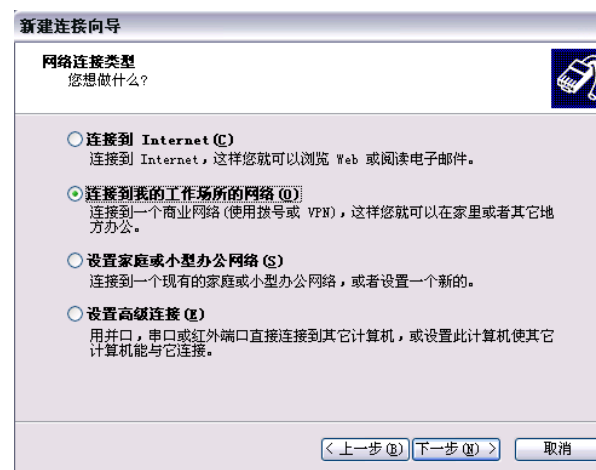 新建连接向导
网络连接类型
您想做什么?
连接到 Internet(C)
连接到 Internet，这样您就可以浏览 Web 或阅读电子邮件。
连接到我的工作场所的网络(O)
连接到一个商业网络(使用拨号或 VPN)，这样您就可以在家里或者其它地
方办公。
设置家庭或小型办公网络(S)
连接到一个现有的家庭或小型办公网络，或者设置一个新的。
设置高级连接(E)
用并口，串口或红外端口直接连接到其它计算机，或设置此计算机使其它
计算机能与它连接。
< 上一步(B) 下一步(N) > 取消